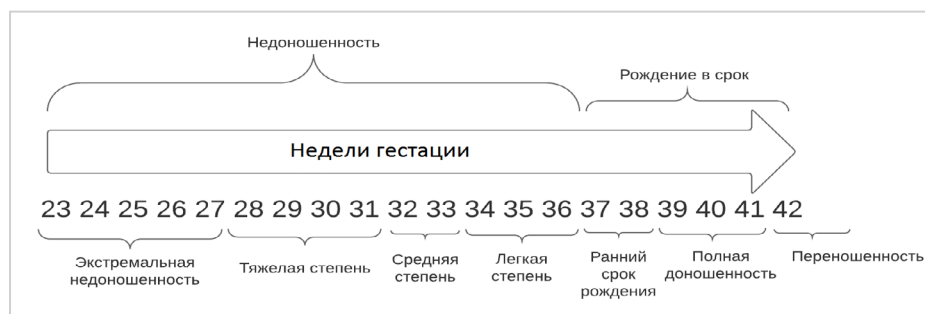 Недоношенность
Рождение в срок
Недели гестации
23 24 25 26 27 28 29 30 31 32 33 34 35 36 37 38 39 40 41 42
Экстремальная
недоношенность
Тяжелая степень
Средняя
степень
Легкая
степень
Ранний
срок
рождения
Полная
доношенность
Переношенность